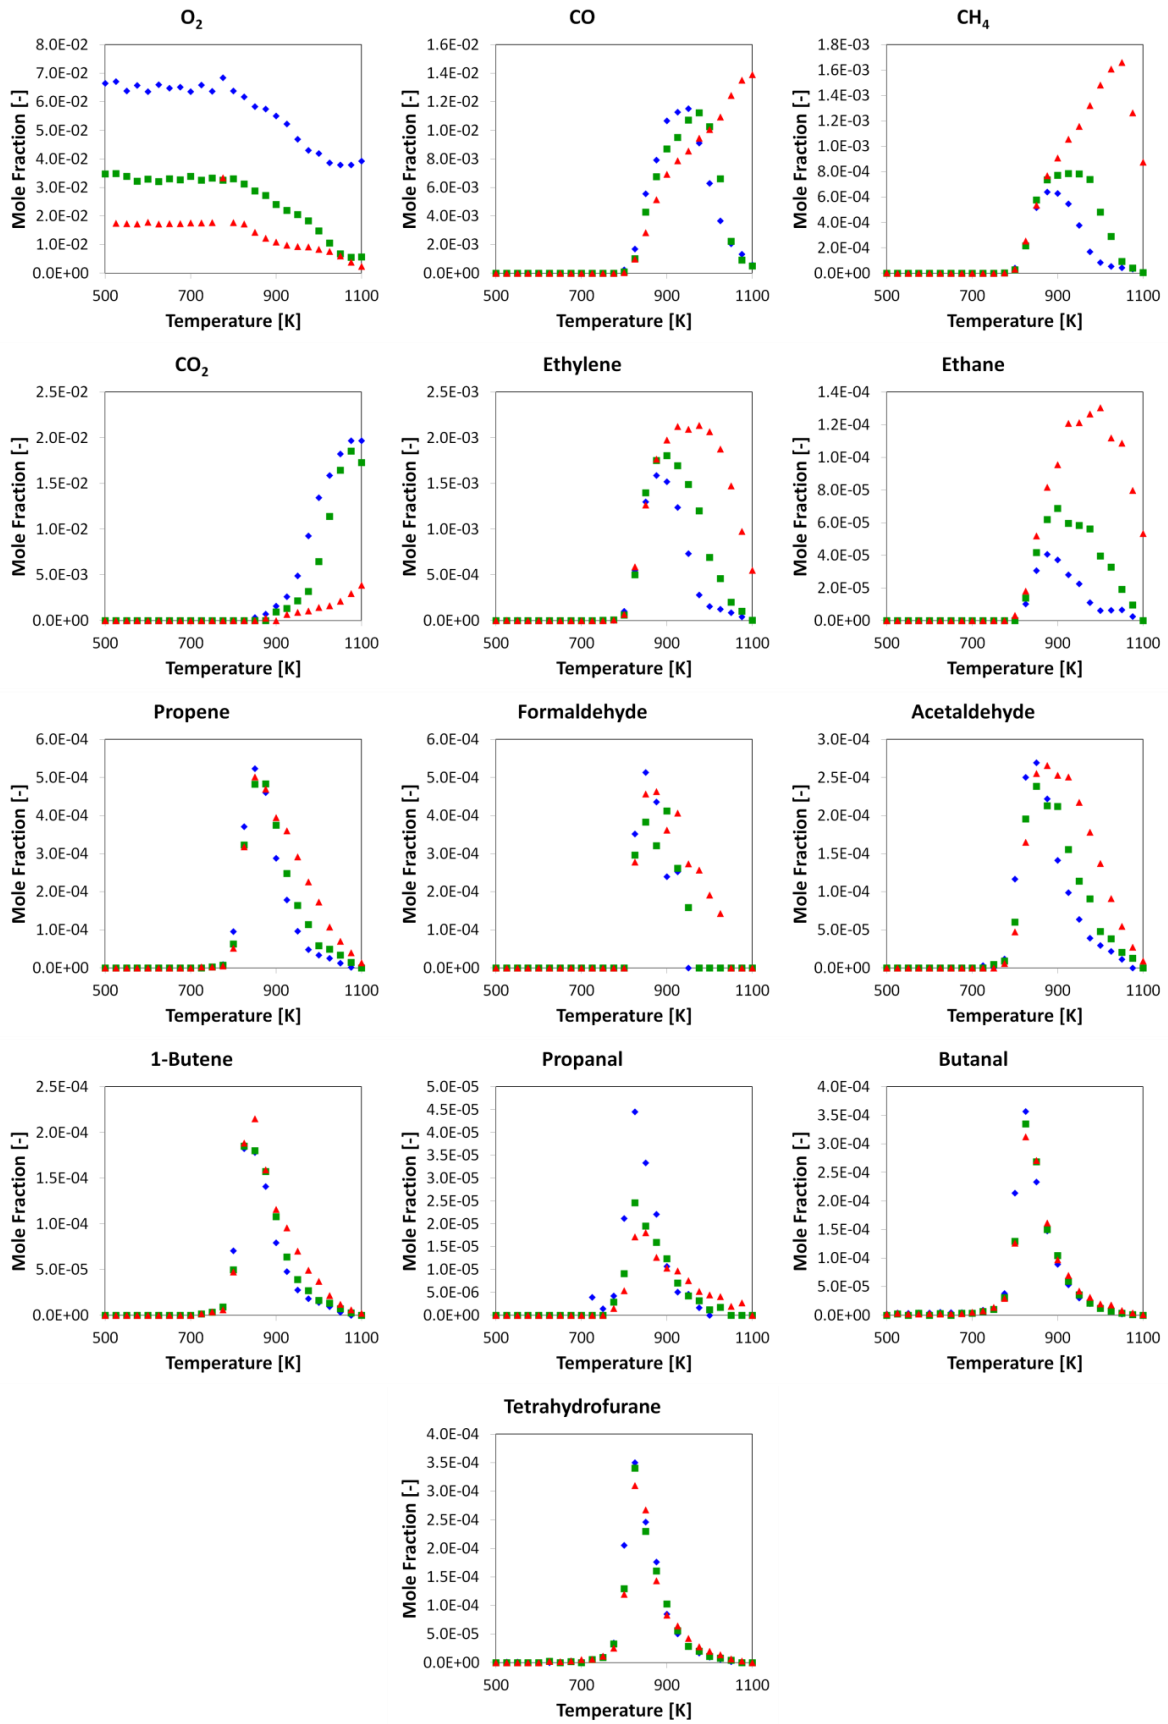 O₂
8.0E-02
7.0E-02
6.0E-02
5.0E-02
4.0E-02
3.0E-02
2.0E-02
1.0E-02
0.0E+00
Mole Fraction [-]
500 700 900 1100
Temperature [K]
CO
1.6E-02
1.4E-02
1.2E-02
1.0E-02
8.0E-03
6.0E-03
4.0E-03
2.0E-03
0.0E+00
Mole Fraction [-]
500 700 900 1100
Temperature [K]
CH₄
1.8E-03
1.6E-03
1.4E-03
1.2E-03
1.0E-03
8.0E-04
6.0E-04
4.0E-04
2.0E-04
0.0E+00
Mole Fraction [-]
500 700 900 1100
Temperature [K]
CO₂
2.5E-02
2.0E-02
1.5E-02
1.0E-02
5.0E-03
0.0E+00
Mole Fraction [-]
500 700 900 1100
Temperature [K]
Ethylene
2.5E-03
2.0E-03
1.5E-03
1.0E-03
5.0E-04
0.0E+00
Mole Fraction [-]
500 700 900 1100
Temperature [K]
Ethane
1.4E-04
1.2E-04
1.0E-04
8.0E-05
6.0E-05
4.0E-05
2.0E-05
0.0E+00
Mole Fraction [-]
500 700 900 1100
Temperature [K]
Propene
6.0E-04
5.0E-04
4.0E-04
3.0E-04
2.0E-04
1.0E-04
0.0E+00
Mole Fraction [-]
500 700 900 1100
Temperature [K]
Formaldehyde
6.0E-04
5.0E-04
4.0E-04
3.0E-04
2.0E-04
1.0E-04
0.0E+00
Mole Fraction [-]
500 700 900 1100
Temperature [K]
Acetaldehyde
3.0E-04
2.5E-04
2.0E-04
1.5E-04
1.0E-04
5.0E-05
0.0E+00
Mole Fraction [-]
500 700 900 1100
Temperature [K]
1-Butene
2.5E-04
2.0E-04
1.5E-04
1.0E-04
5.0E-05
0.0E+00
Mole Fraction [-]
500 700 900 1100
Temperature [K]
Propanal
5.0E-05
4.5E-05
4.0E-05
3.5E-05
3.0E-05
2.5E-05
2.0E-05
1.5E-05
1.0E-05
5.0E-06
0.0E+00
Mole Fraction [-]
500 700 900 1100
Temperature [K]
Butanal
4.0E-04
3.5E-04
3.0E-04
2.5E-04
2.0E-04
1.5E-04
1.0E-04
5.0E-05
0.0E+00
Mole Fraction [-]
500 700 900 1100
Temperature [K]
Tetrahydrofurane
4.0E-04
3.5E-04
3.0E-04
2.5E-04
2.0E-04
1.5E-04
1.0E-04
5.0E-05
0.0E+00
Mole Fraction [-]
500 700 900 1100
Temperature [K]